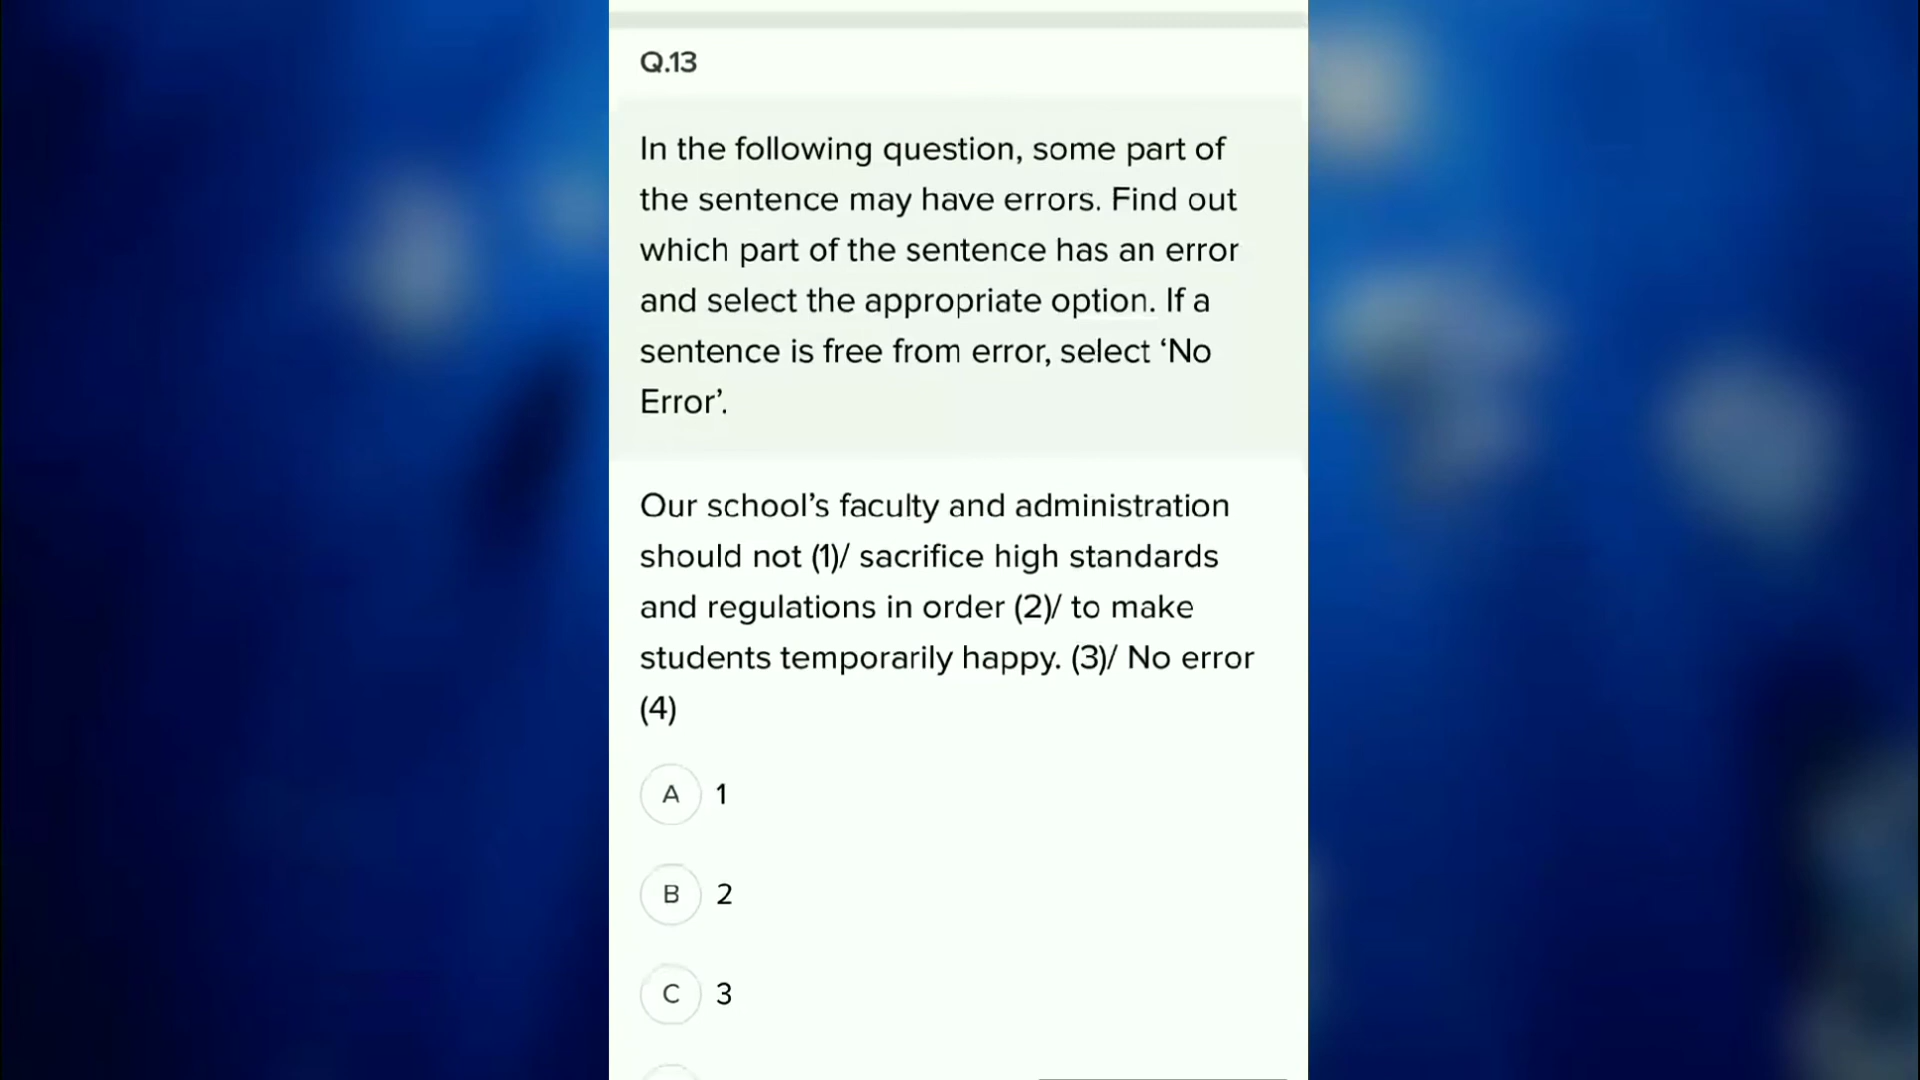 Q.13
In the following question, some part of
the sentence may have errors. Find out
which part of the sentence has an error
and select the appropriate option. If a
sentence is free from error, select ‘No
Error’.
Our school’s faculty and administration
should not (1)/ sacrifice high standards
and regulations in order (2)/ to make
students temporarily happy. (3)/ No error
(4)
A 1
B 2
C 3